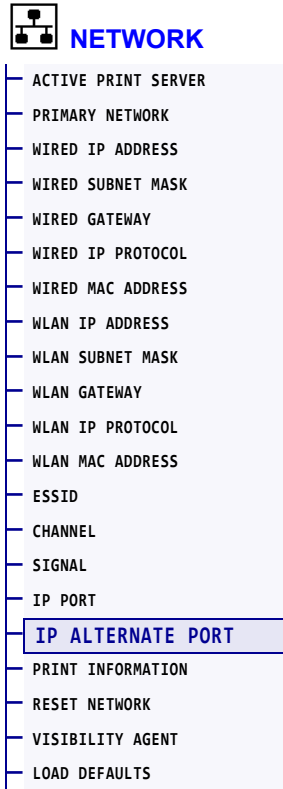 NETWORK
ACTIVE PRINT SERVER
PRIMARY NETWORK
WIRED IP ADDRESS
WIRED SUBNET MASK
WIRED GATEWAY
WIRED IP PROTOCOL
WIRED MAC ADDRESS
WLAN IP ADDRESS
WLAN SUBNET MASK
WLAN GATEWAY
WLAN IP PROTOCOL
WLAN MAC ADDRESS
ESSID
CHANNEL
SIGNAL
IP PORT
IP ALTERNATE PORT
PRINT INFORMATION
RESET NETWORK
VISIBILITY AGENT
LOAD DEFAULTS